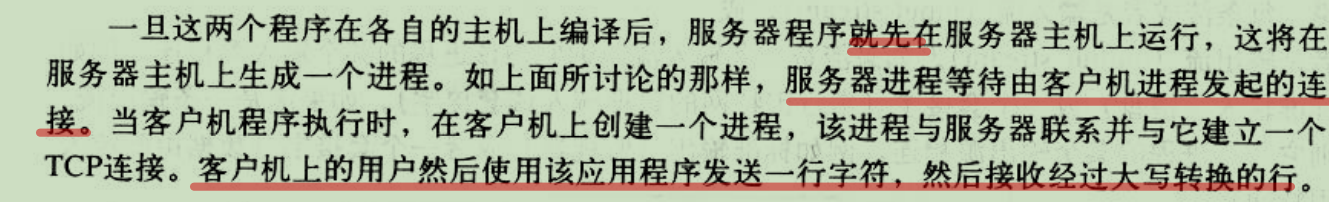 一旦这两个程序在各自的主机上编译后，服务器程序就先在服务器主机上运行，这将在
服务器主机上生成一个进程。如上面所讨论的那样，服务器进程等待由客户机进程发起的连
接。当客户机程序执行时，在客户机上创建一个进程，该进程与服务器联系并与它建立一个
TCP连接。客户机上的用户然后使用该应用程序发送一行字符，然后接收经过大写转换的行。